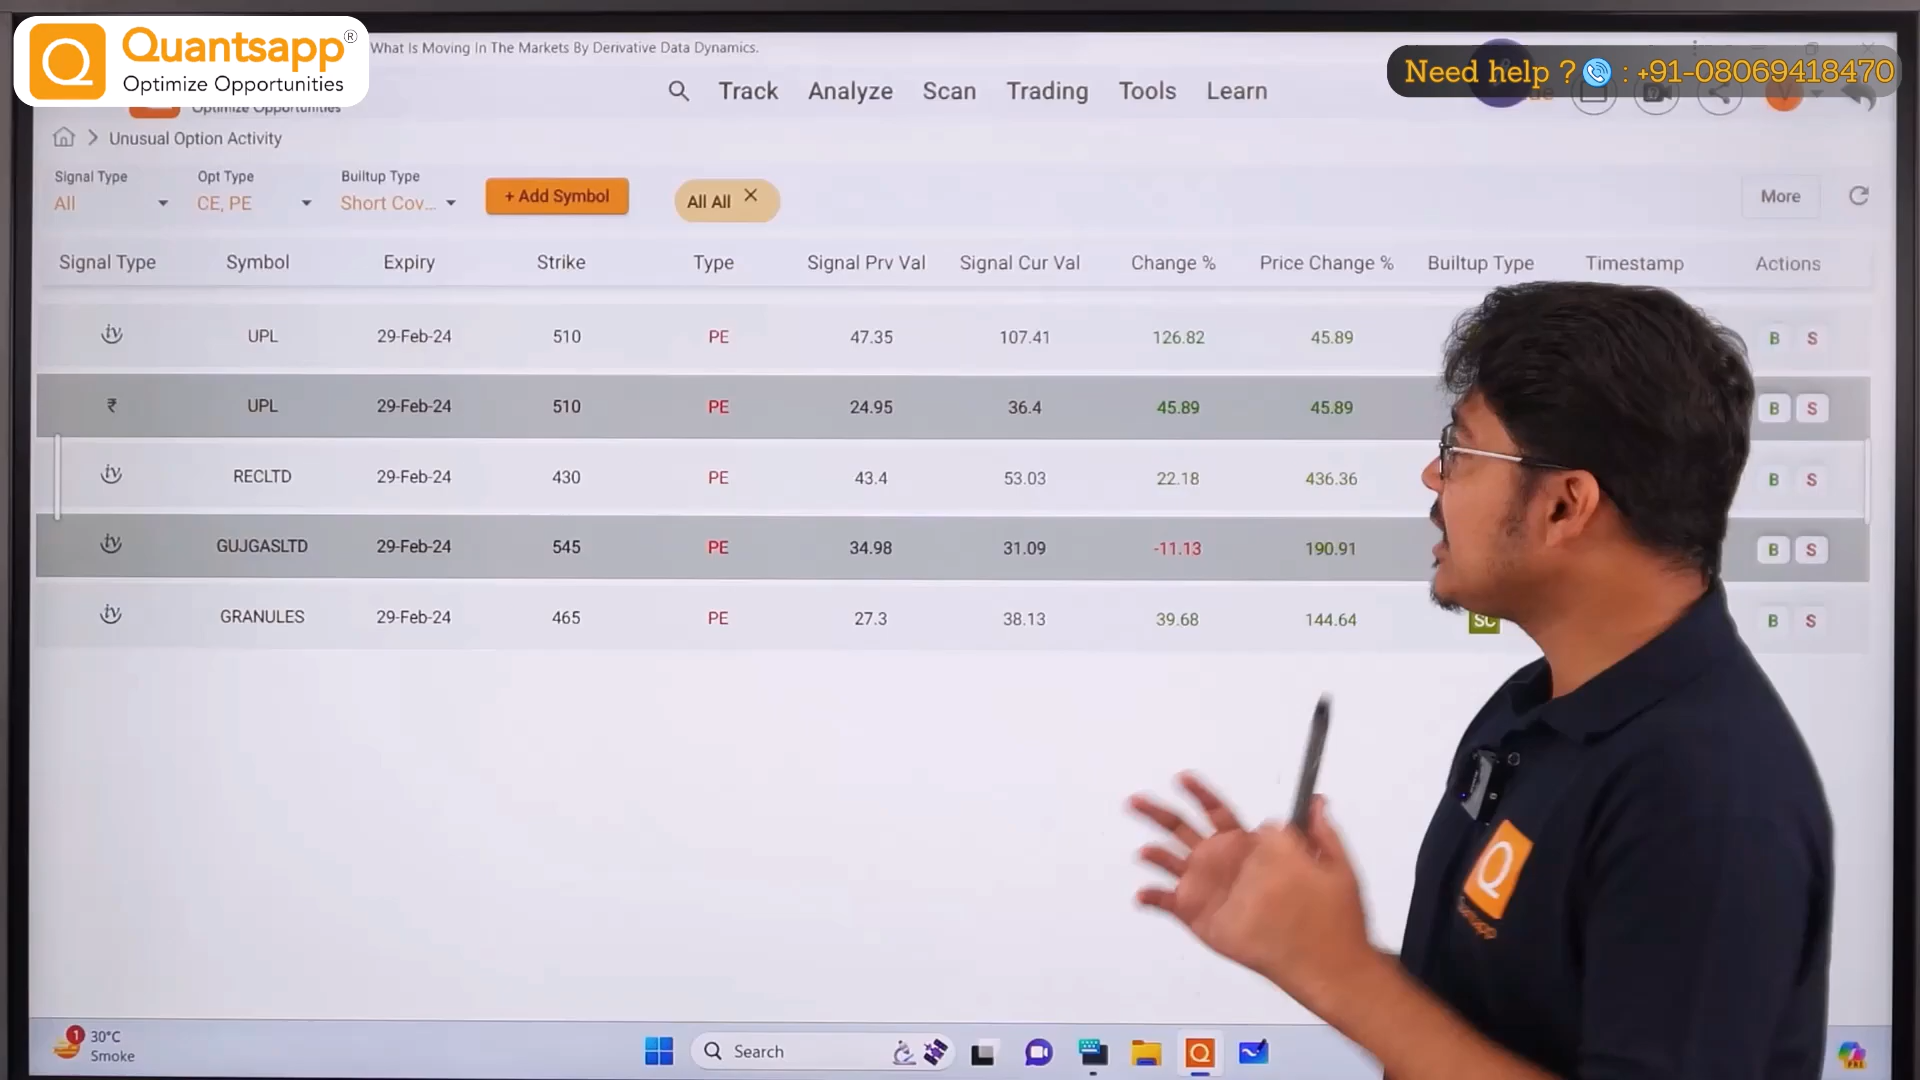 Quantsapp®
Optimize Opportunities
What Is Moving In The Markets By Derivative Data Dynamics.
Need help ? : +91-08069418470
Optimize Opportunities
Track Analyze Scan Trading Tools Learn
Unusual Option Activity
Signal Type Opt Type Builtup Type
All CE, PE Short Cov... + Add Symbol All All More
Signal Type Symbol Expiry Strike Type Signal Prv Val Signal Cur Val Change % Price Change % Builtup Type Timestamp Actions
iv UPL 29-Feb-24 510 PE 47.35 107.41 126.82 45.89 B S
₹ UPL 29-Feb-24 510 PE 24.95 36.4 45.89 45.89 B S
iv RECLTD 29-Feb-24 430 PE 43.4 53.03 22.18 436.36 B S
iv GUJGASLTD 29-Feb-24 545 PE 34.98 31.09 -11.13 190.91 B S
iv GRANULES 29-Feb-24 465 PE 27.3 38.13 39.68 144.64 SC B S
Q
1 30°C
Smoke
Search